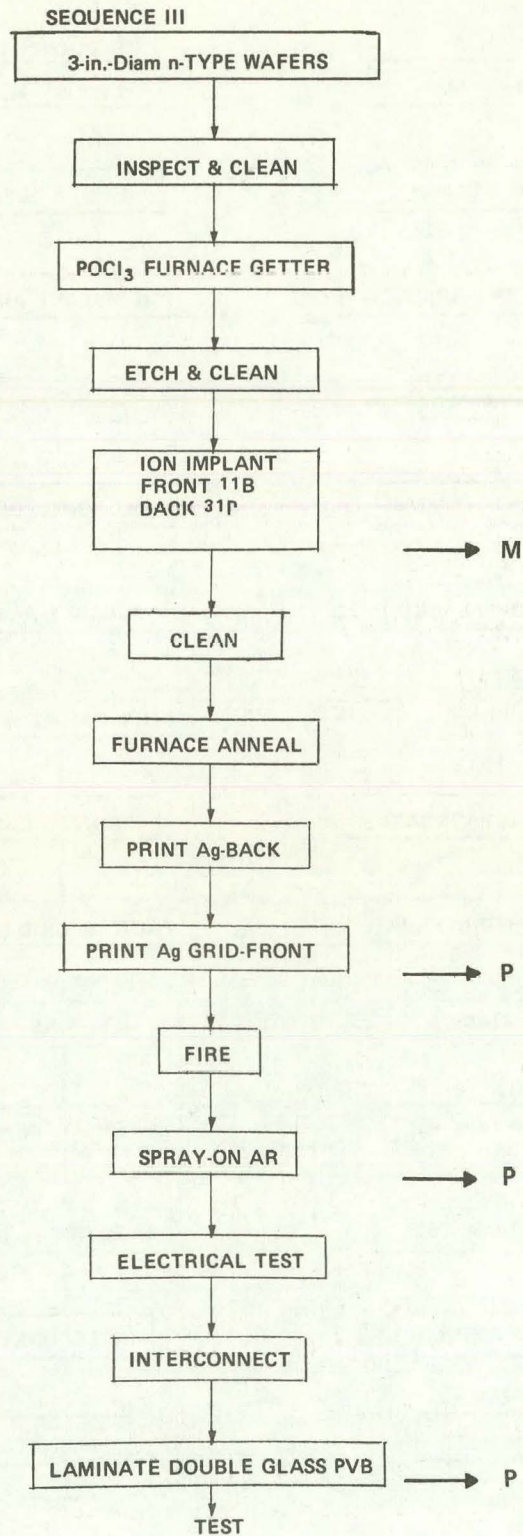 SEQUENCE III
3-in.-Diam n-TYPE WAFERS
INSPECT & CLEAN
POCl₃ FURNACE GETTER
ETCH & CLEAN
ION IMPLANT
FRONT ¹¹B
DACK ³¹P
M
CLEAN
FURNACE ANNEAL
PRINT Ag-BACK
PRINT Ag GRID-FRONT
P
FIRE
SPRAY-ON AR
P
ELECTRICAL TEST
INTERCONNECT
LAMINATE DOUBLE GLASS PVB
P
TEST